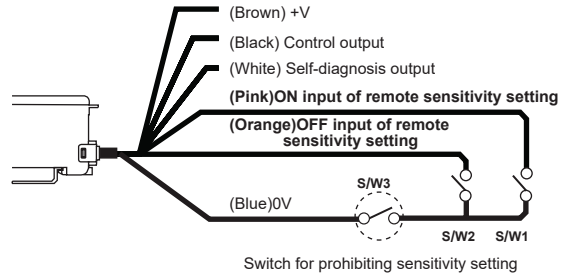 (Brown) +V
(Black) Control output
(White) Self-diagnosis output
(Pink)ON input of remote sensitivity setting
(Orange)OFF input of remote
sensitivity setting
S/W3
(Blue)0V
S/W2 S/W1
Switch for prohibiting sensitivity setting